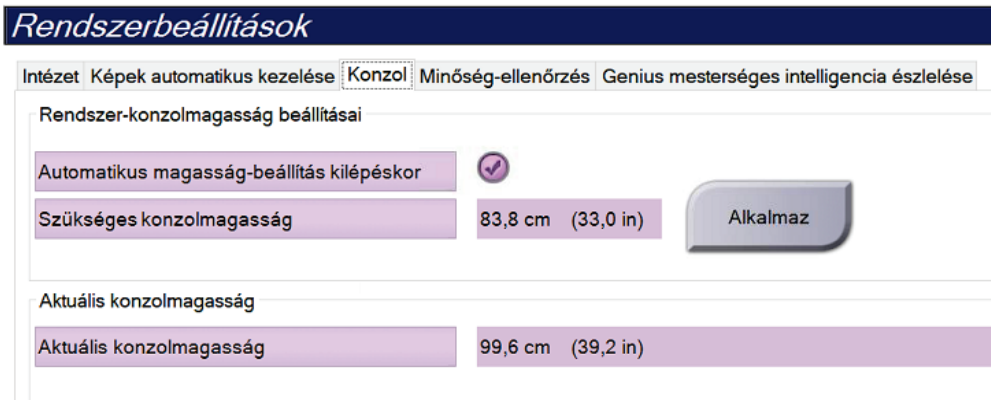 Rendszerbeállítások
Intézet Képek automatikus kezelése Konzol Minőség-ellenőrzés Genius mesterséges intelligencia észlelése
Rendszer-konzolmagasság beállításai
Automatikus magasság-beállítás kilépéskor
Szükséges konzolmagasság 83,8 cm (33,0 in) Alkalmaz
Aktuális konzolmagasság
Aktuális konzolmagasság 99,6 cm (39,2 in)